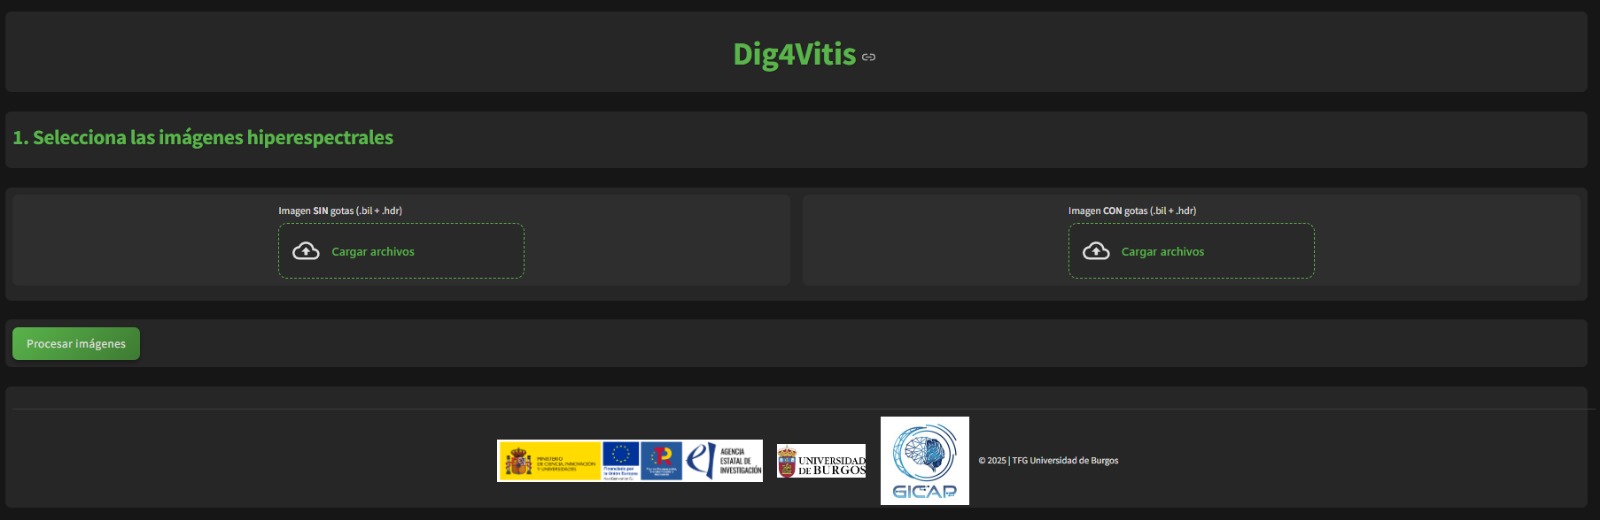 Dig4Vitis
1. Selecciona las imágenes hiperespectrales
Imagen SIN gotas (.bil + .hdr)
Cargar archivos
Imagen CON gotas (.bil + .hdr)
Cargar archivos
Procesar imágenes
MINISTERIO
DE CIENCIA, INNOVACIÓN
Y UNIVERSIDADES
Financiado por
la Unión Europea
AGENCIA
ESTATAL DE
INVESTIGACIÓN
UNIVERSIDAD
DE BURGOS
GICAP
© 2025 | TFG Universidad de Burgos